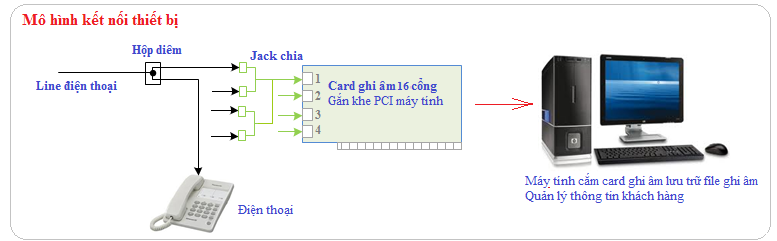 Mô hình kết nối thiết bị
Hộp diêm
Jack chia
Line điện thoại
1
2
3
4
Card ghi âm 16 cổng
Gắn khe PCI máy tính
Điện thoại
Máy tính cắm card ghi âm lưu trữ file ghi âm
Quản lý thông tin khách hàng